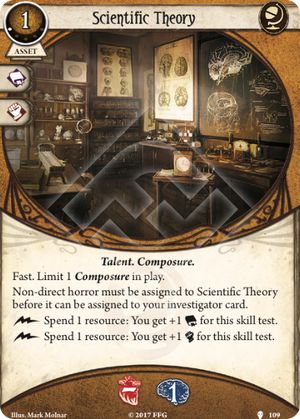 Scientific Theory
1
ASSET
Talent. Composure.
Fast. Limit 1 Composure in play.
Non-direct horror must be assigned to Scientific Theory
before it can be assigned to your investigator card.
Spend 1 resource: You get +1 for this skill test.
Spend 1 resource: You get +1 for this skill test.
1
Illus. Mark Molnar
© 2017 FFG
109